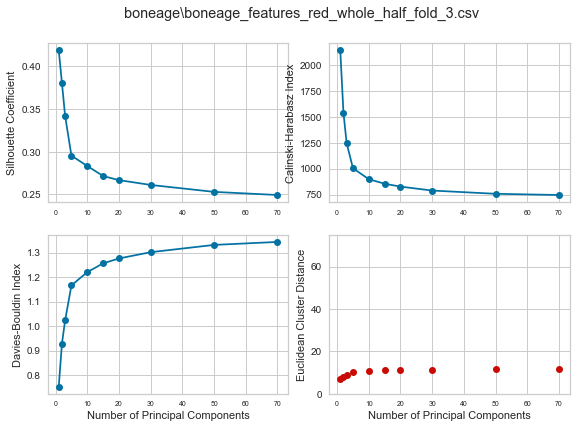 boneage\boneage_features_red_whole_half_fold_3.csv
Silhouette Coefficient
0.40
0.35
0.30
0.25
0 10 20 30 40 50 60 70
Calinski-Harabasz Index
2000
1750
1500
1250
1000
750
0 10 20 30 40 50 60 70
Davies-Bouldin Index
1.3
1.2
1.1
1.0
0.9
0.8
0 10 20 30 40 50 60 70
Number of Principal Components
Euclidean Cluster Distance
60
40
20
0
0 10 20 30 40 50 60 70
Number of Principal Components